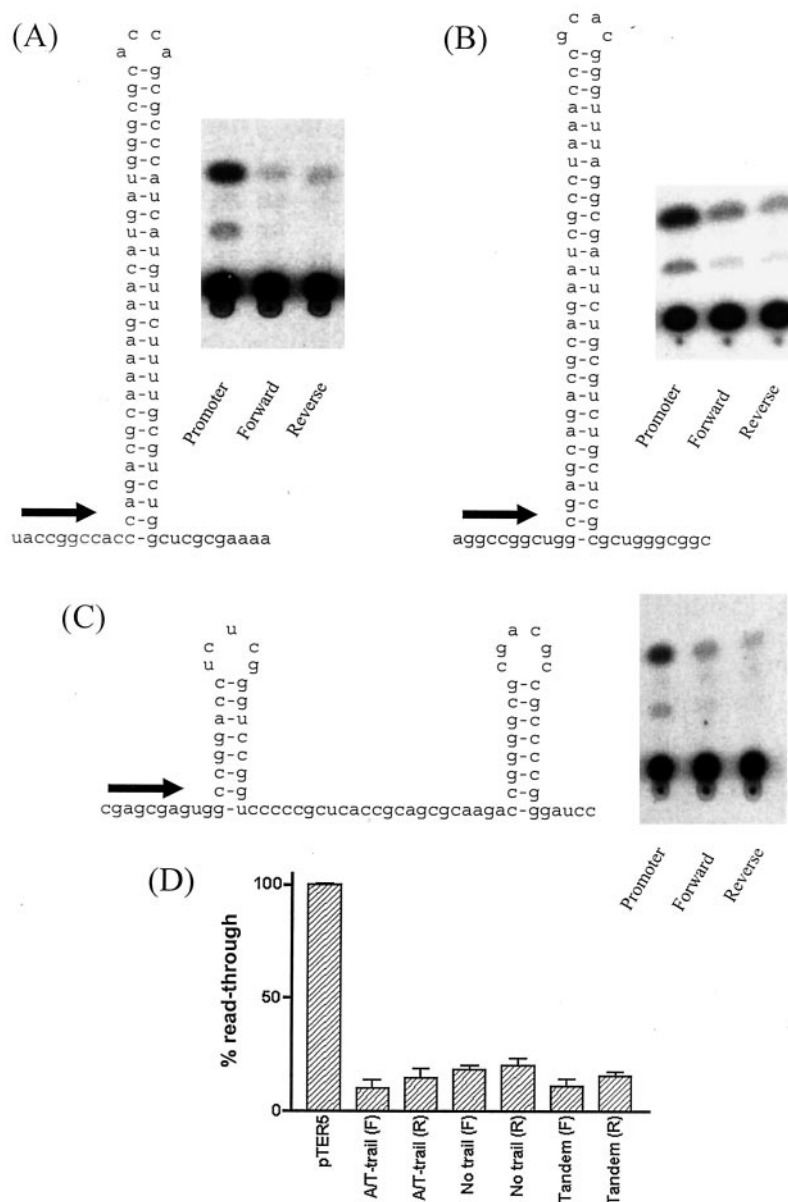 (A)
c c
a a
c-g
g-c
c-g
g-c
g-c
g-c
u-a
a-u
g-c
u-a
a-u
c-g
a-u
a-u
g-c
a-u
a-u
a-u
c-g
g-c
c-g
g-c
a-u
g-c
a-u
c-g
uaccggccacc-gcucgcgaaaa
Promoter
Forward
Reverse
(B)
c a
g c
c-g
c-g
c-g
a-u
a-u
a-u
u-a
c-g
c-g
g-c
c-g
u-a
a-u
a-u
g-c
a-u
c-g
g-c
c-g
a-u
g-c
a-u
c-g
g-c
a-u
g-c
c-g
aggccggcugg-cgcugggcggc
Promoter
Forward
Reverse
(C)
u
c c
u g
c-g
c-g
a-u
g-c
g-c
c-g
c-g
a c
g g
c c
g-c
c-g
g-c
g-c
g-c
g-c
c-g
cgagcgagugg-ucccccgcucaccgcagcgcaagac-ggaucc
Promoter
Forward
Reverse
(D)
% read-through
100
50
0
pTER5
A/T-trail (F)
A/T-trail (R)
No trail (F)
No trail (R)
Tandem (F)
Tandem (R)